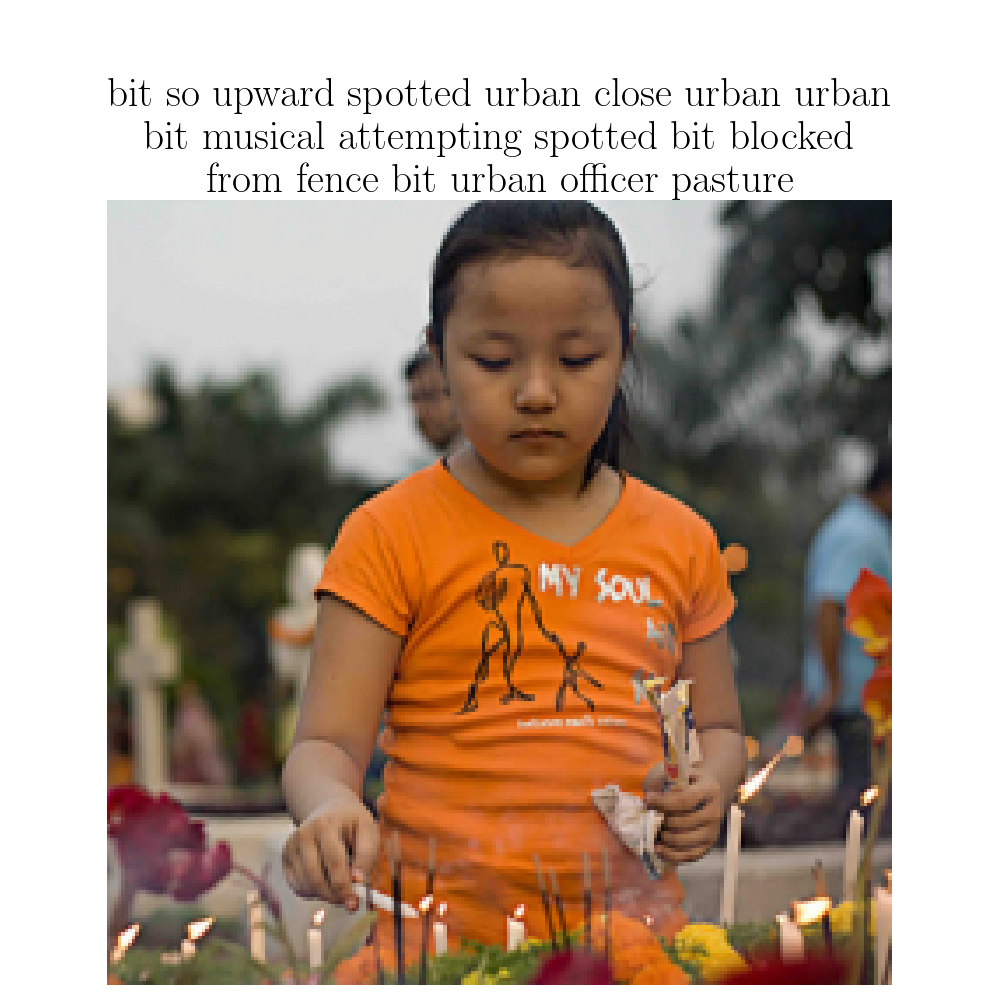 bit so upward spotted urban close urban urban
bit musical attempting spotted bit blocked
from fence bit urban officer pasture
MY SOUL